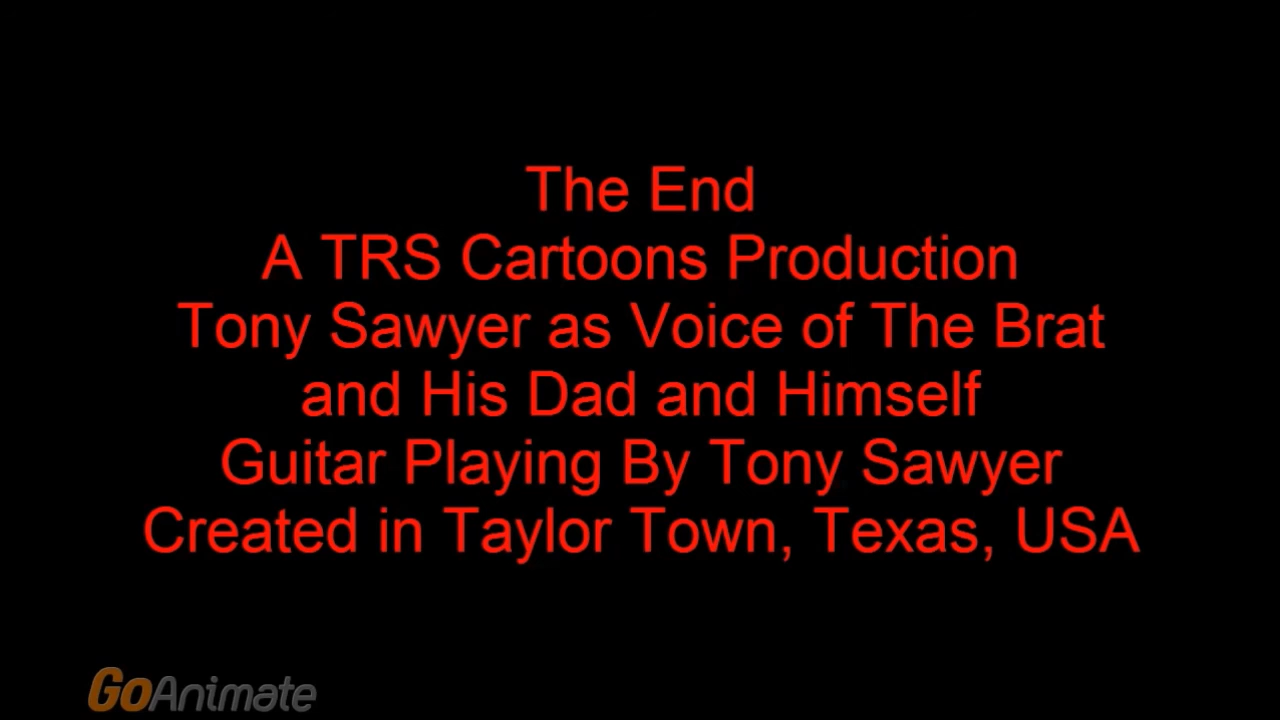 The End
A TRS Cartoons Production
Tony Sawyer as Voice of The Brat
and His Dad and Himself
Guitar Playing By Tony Sawyer
Created in Taylor Town, Texas, USA
GoAnimate